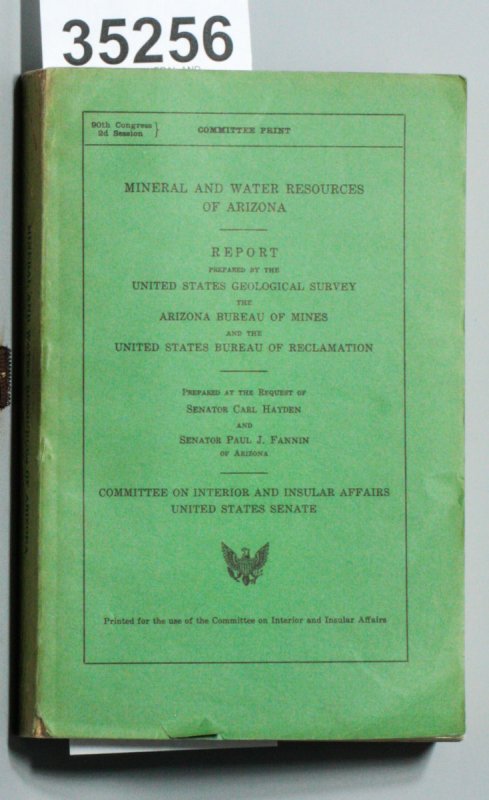 35256
90th Congress
2d Session } COMMITTEE PRINT
MINERAL AND WATER RESOURCES
OF ARIZONA
REPORT
PREPARED BY THE
UNITED STATES GEOLOGICAL SURVEY
THE
ARIZONA BUREAU OF MINES
AND THE
UNITED STATES BUREAU OF RECLAMATION
PREPARED AT THE REQUEST OF
SENATOR CARL HAYDEN
AND
SENATOR PAUL J. FANNIN
OF ARIZONA
COMMITTEE ON INTERIOR AND INSULAR AFFAIRS
UNITED STATES SENATE
Printed for the use of the Committee on Interior and Insular Affairs